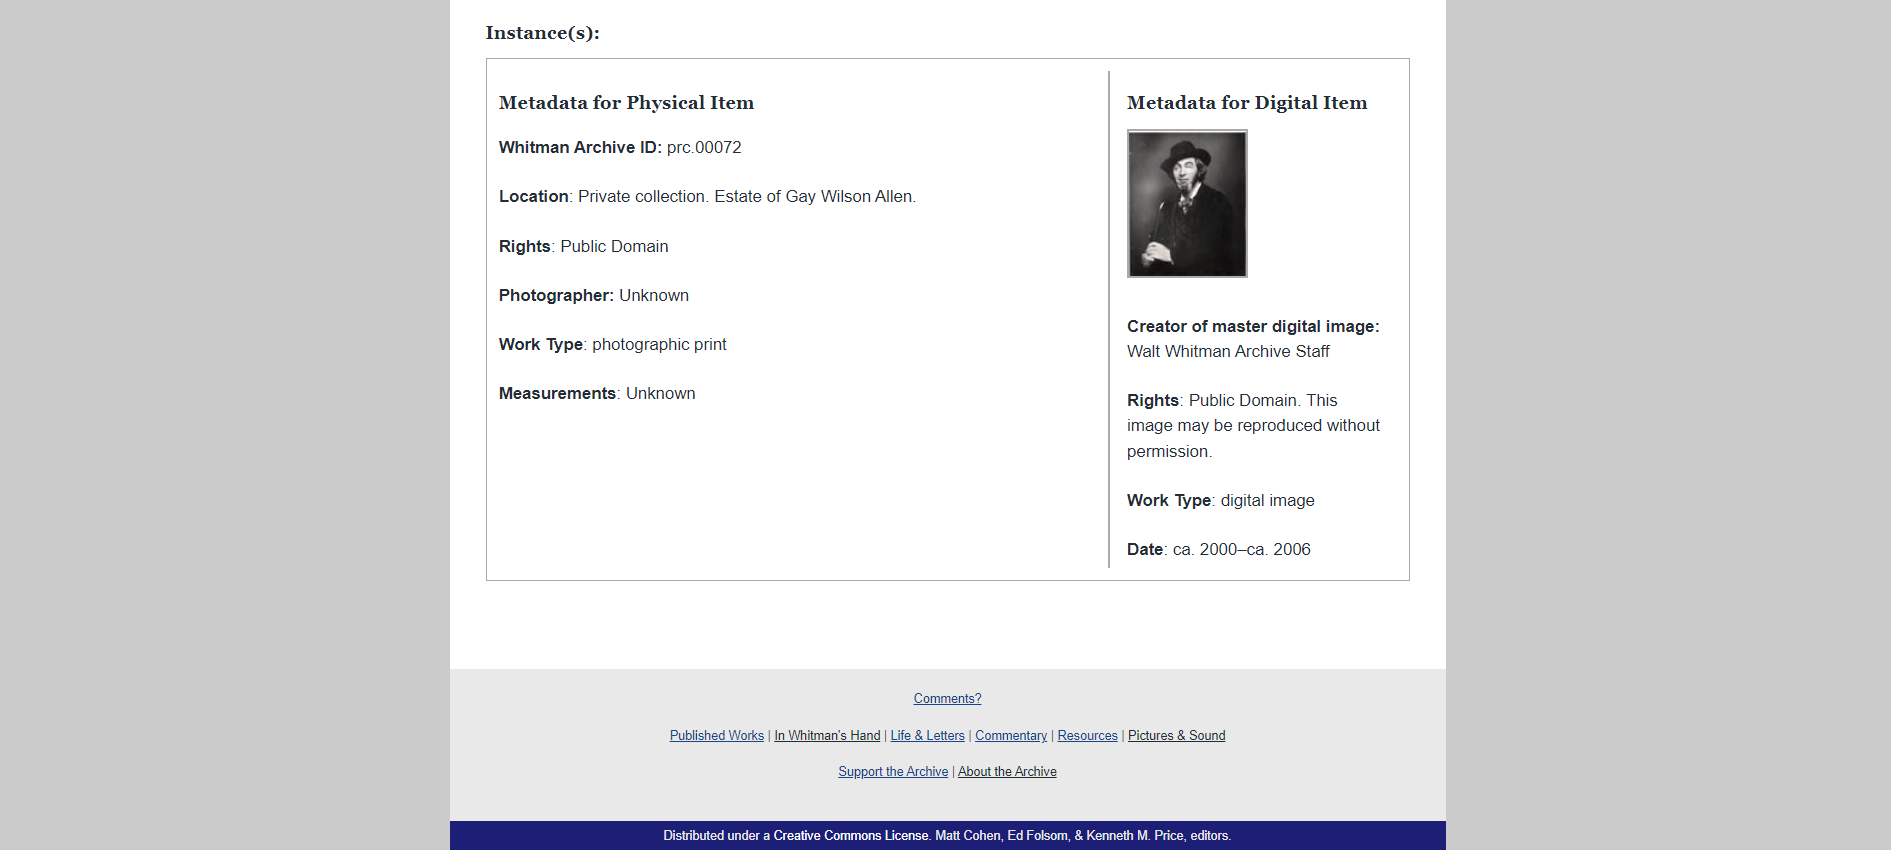 Instance(s):
Metadata for Physical Item
Whitman Archive ID: prc.00072
Location: Private collection. Estate of Gay Wilson Allen.
Rights: Public Domain
Photographer: Unknown
Work Type: photographic print
Measurements: Unknown
Metadata for Digital Item
Creator of master digital image:
Walt Whitman Archive Staff
Rights: Public Domain. This
image may be reproduced without
permission.
Work Type: digital image
Date: ca. 2000–ca. 2006
Comments?
Published Works | In Whitman's Hand | Life & Letters | Commentary | Resources | Pictures & Sound
Support the Archive | About the Archive
Distributed under a Creative Commons License. Matt Cohen, Ed Folsom, & Kenneth M. Price, editors.